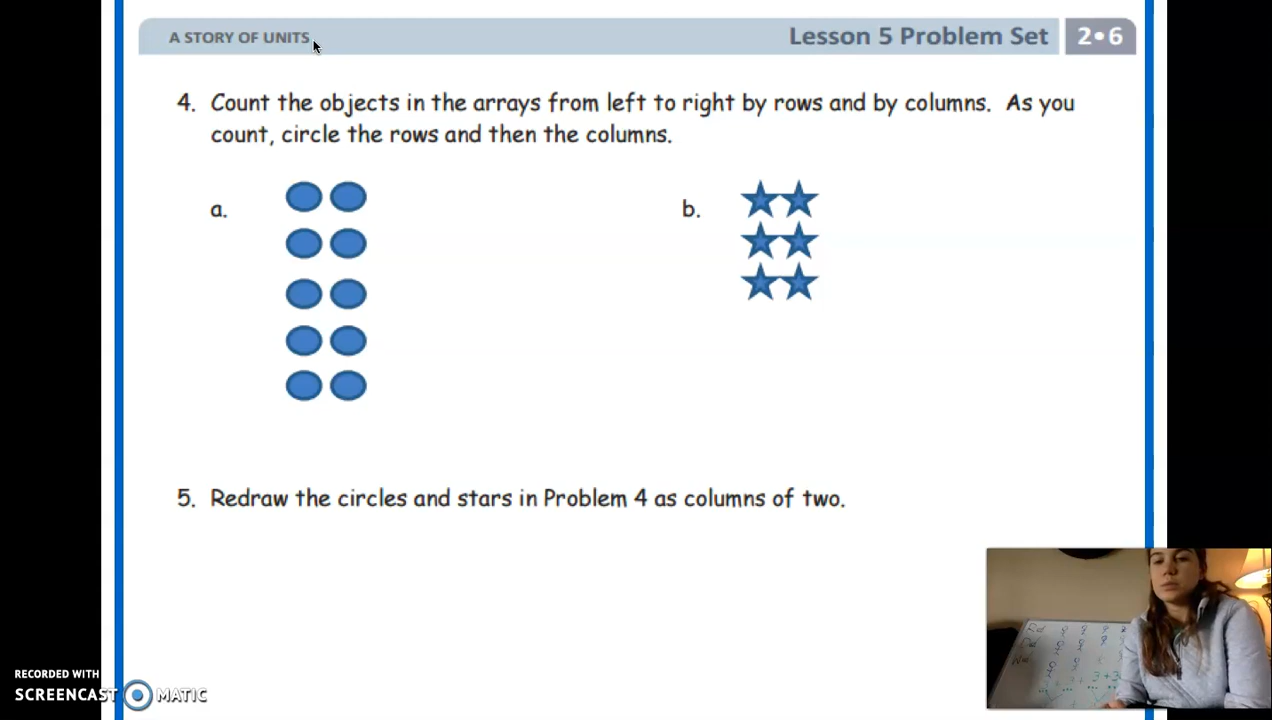 A STORY OF UNITS
Lesson 5 Problem Set
2•6
4. Count the objects in the arrays from left to right by rows and by columns. As you
count, circle the rows and then the columns.
a.
b.
5. Redraw the circles and stars in Problem 4 as columns of two.
3+3
RECORDED WITH
SCREENCAST MATIC